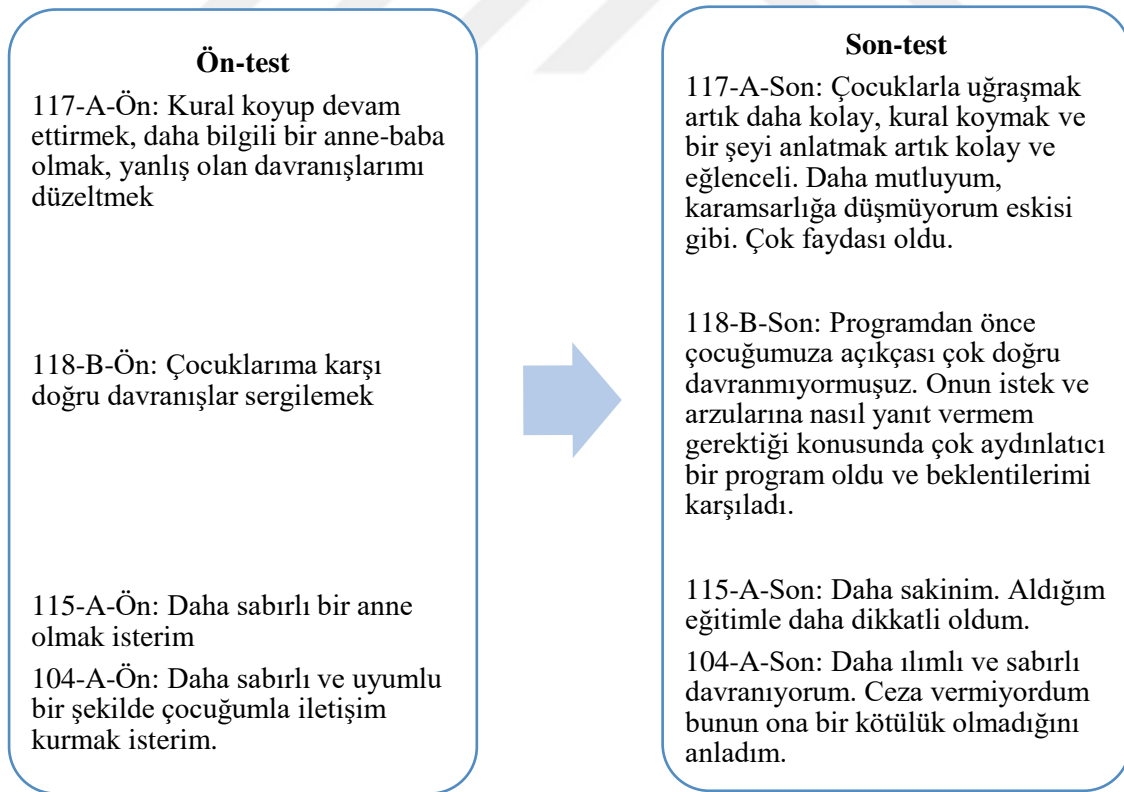 Ön-test
117-A-Ön: Kural koyup devam
ettirmek, daha bilgili bir anne-baba
olmak, yanlış olan davranışlarımı
düzeltmek
118-B-Ön: Çocuklarıma karşı
doğru davranışlar sergilemek
115-A-Ön: Daha sabırlı bir anne
olmak isterim
104-A-Ön: Daha sabırlı ve uyumlu
bir şekilde çocuğumla iletişim
kurmak isterim.
Son-test
117-A-Son: Çocuklarla uğraşmak
artık daha kolay, kural koymak ve
bir şeyi anlatmak artık kolay ve
eğlenceli. Daha mutluyum,
karamsarlığa düşmüyorum eskisi
gibi. Çok faydası oldu.
118-B-Son: Programdan önce
çocuğumuza açıkçası çok doğru
davranmıyormuşuz. Onun istek ve
arzularına nasıl yanıt vermem
gerektiği konusunda çok aydınlatıcı
bir program oldu ve beklentilerimi
karşıladı.
115-A-Son: Daha sakinim. Aldığım
eğitimle daha dikkatli oldum.
104-A-Son: Daha ılımlı ve sabırlı
davranıyorum. Ceza vermiyordum
bunun ona bir kötülük olmadığını
anladım.